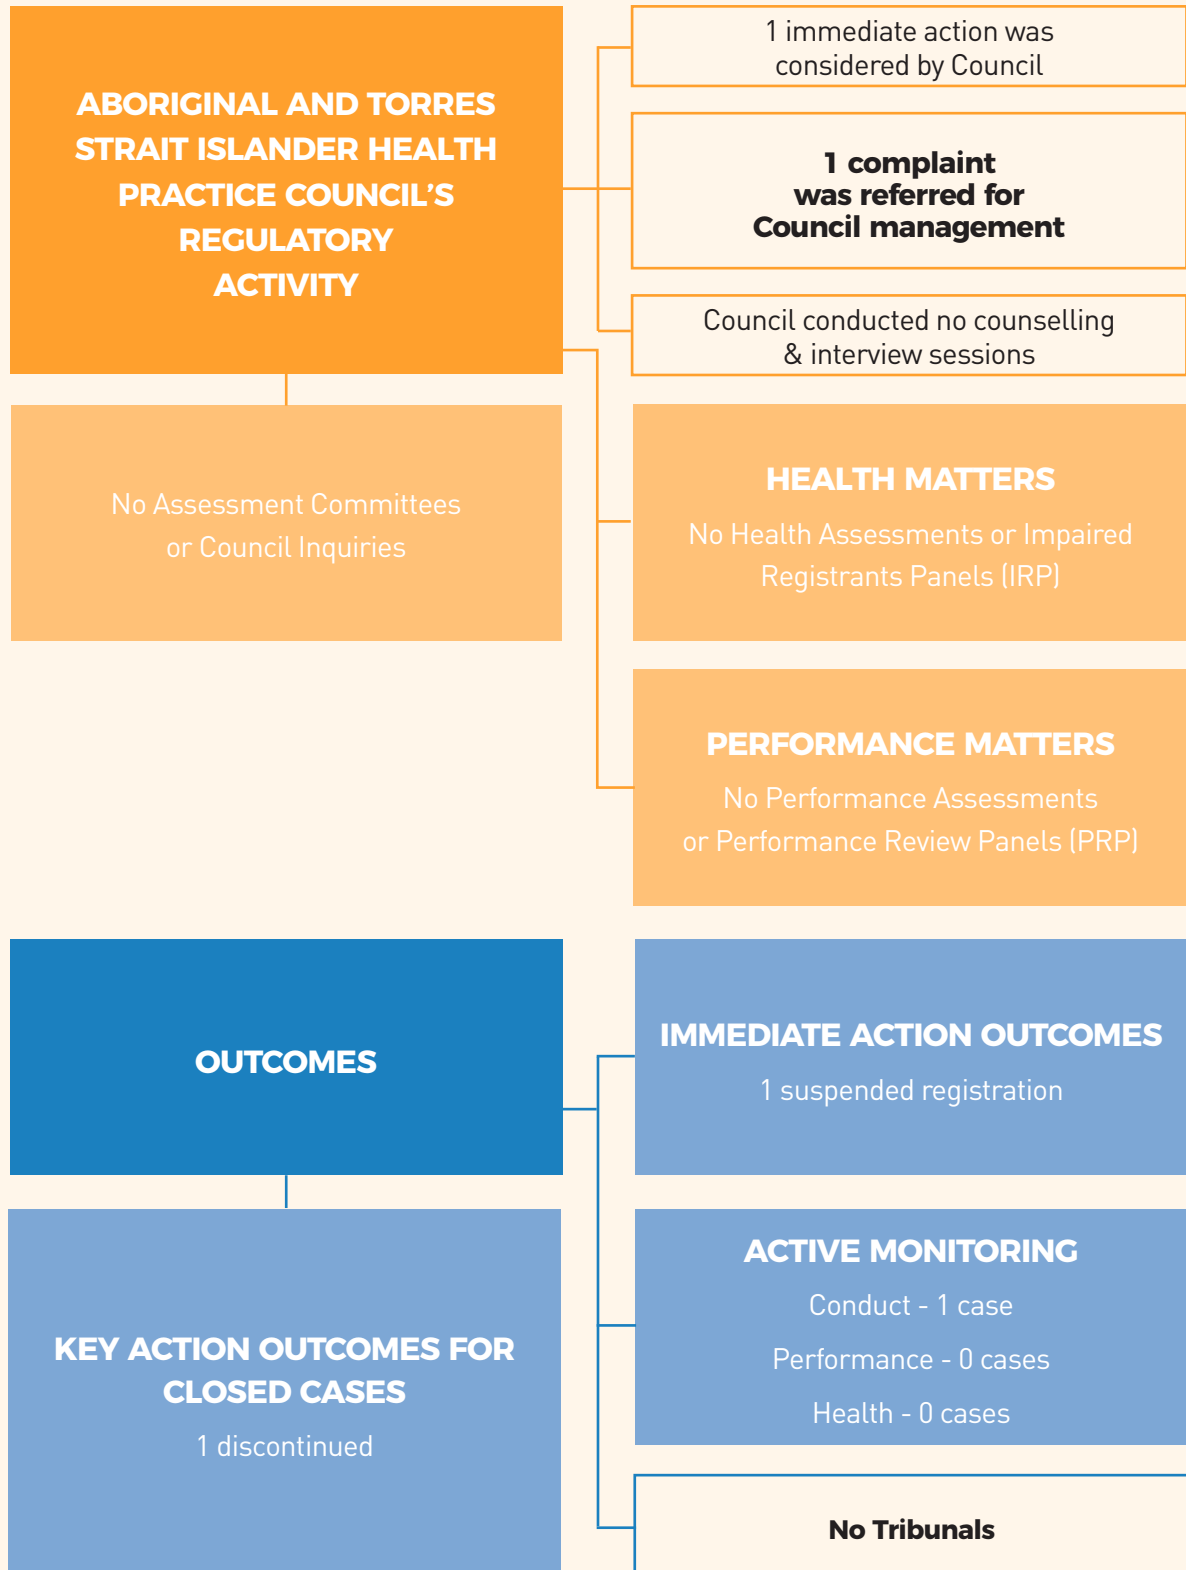 ABORIGINAL AND TORRES
STRAIT ISLANDER HEALTH
PRACTICE COUNCIL’S
REGULATORY
ACTIVITY
1 immediate action was
considered by Council
1 complaint
was referred for
Council management
Council conducted no counselling
& interview sessions
No Assessment Committees
or Council Inquiries
HEALTH MATTERS
No Health Assessments or Impaired
Registrants Panels (IRP)
PERFORMANCE MATTERS
No Performance Assessments
or Performance Review Panels (PRP)
OUTCOMES
IMMEDIATE ACTION OUTCOMES
1 suspended registration
KEY ACTION OUTCOMES FOR
CLOSED CASES
1 discontinued
ACTIVE MONITORING
Conduct - 1 case
Performance - 0 cases
Health - 0 cases
No Tribunals